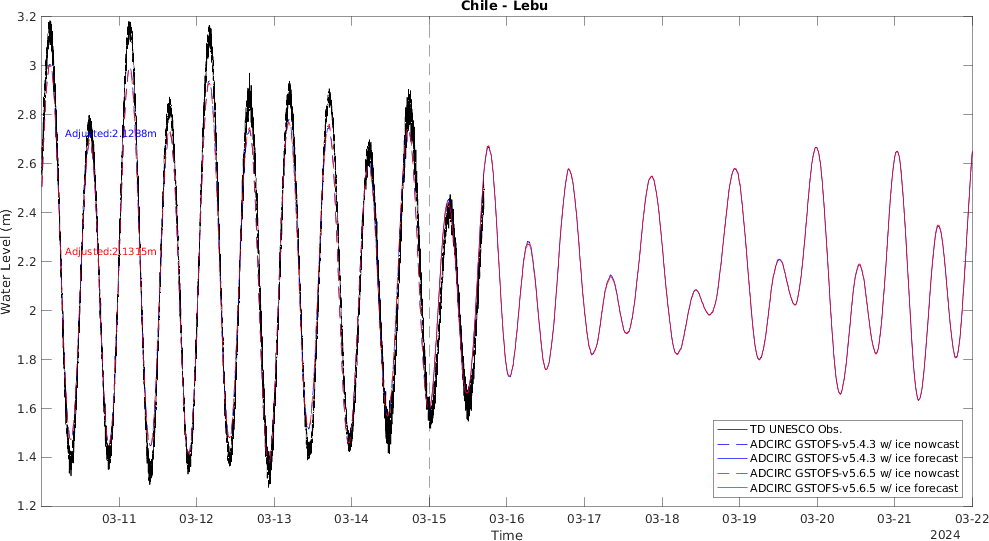 Chile - Lebu
3.2
3
2.8
2.6
2.4
2.2
2
1.8
1.6
1.4
1.2
Water Level (m)
Adjusted:2.1288m
Adjusted:2.1315m
TD UNESCO Obs.
ADCIRC GSTOFS-v5.4.3 w/ ice nowcast
ADCIRC GSTOFS-v5.4.3 w/ ice forecast
ADCIRC GSTOFS-v5.6.5 w/ ice nowcast
ADCIRC GSTOFS-v5.6.5 w/ ice forecast
03-11 03-12 03-13 03-14 03-15 03-16 03-17 03-18 03-19 03-20 03-21 03-22
Time
2024